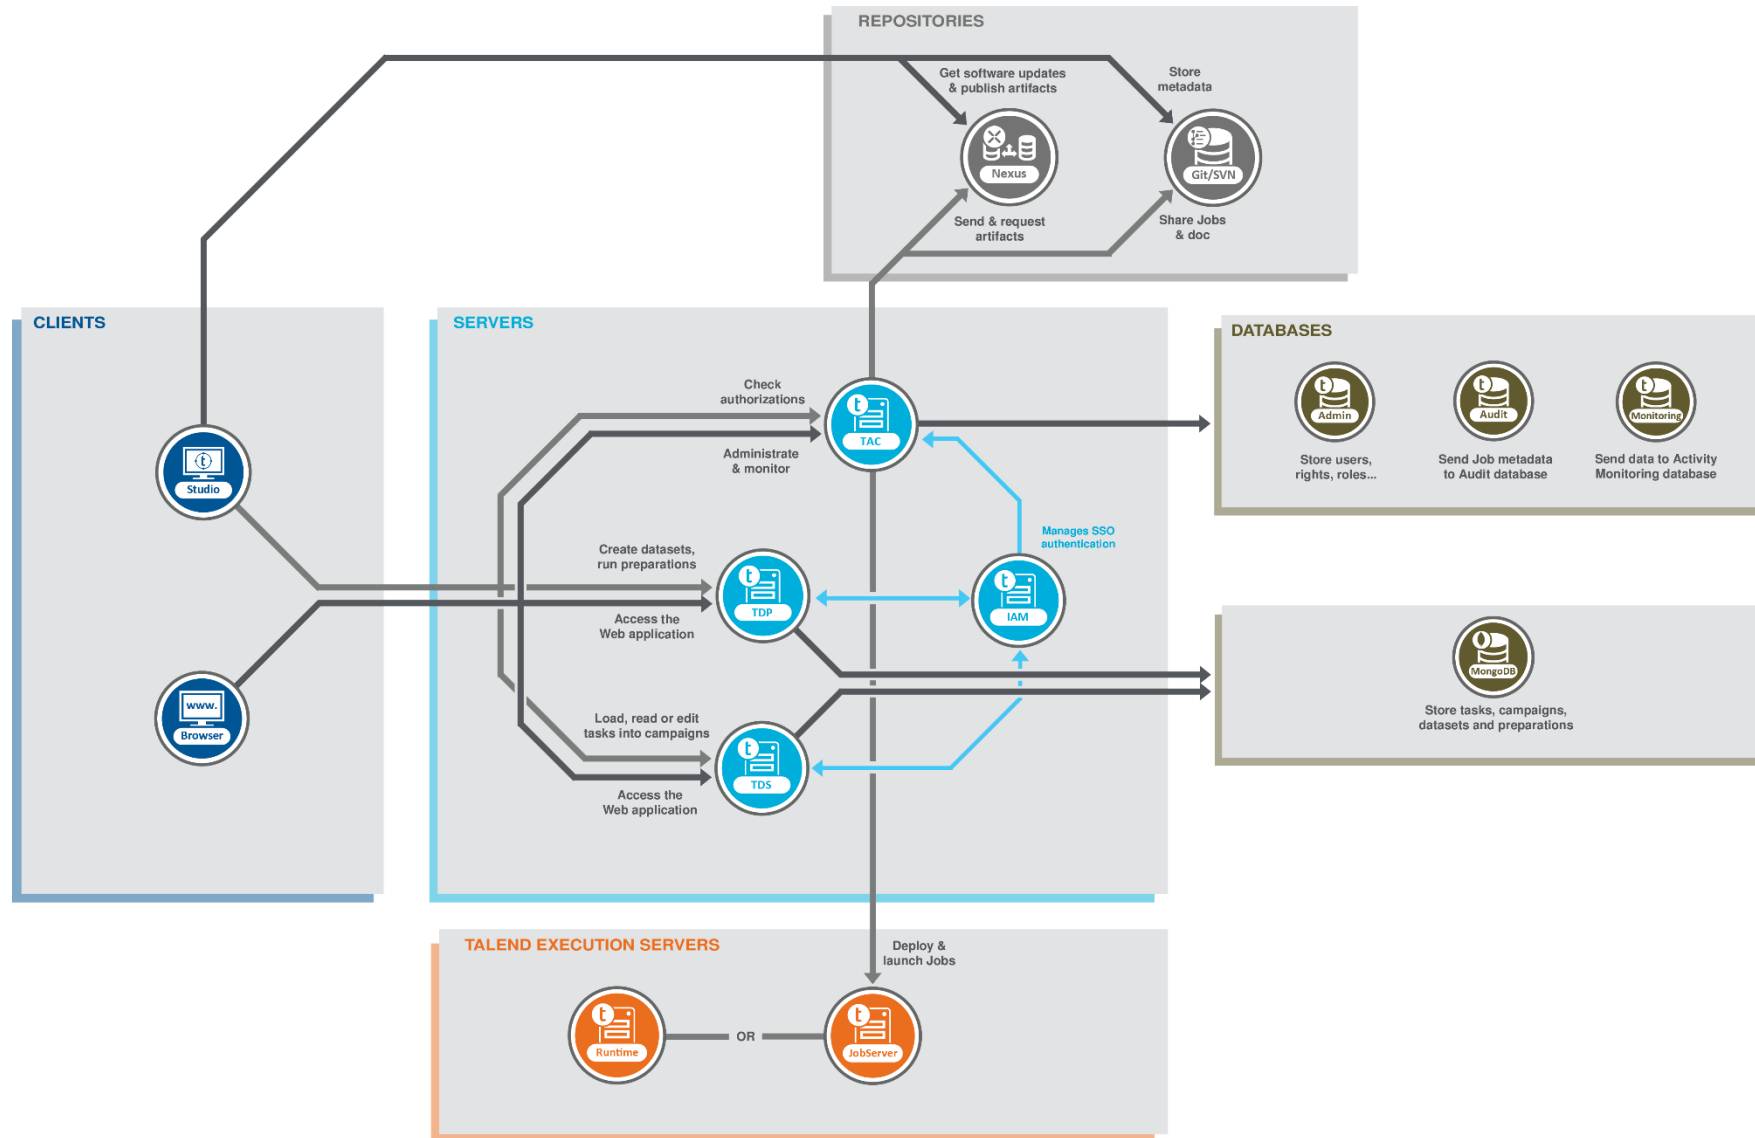 REPOSITORIES
Get software updates
& publish artifacts
Store
metadata
Nexus
Git/SVN
Send & request
artifacts
Share Jobs
& doc
CLIENTS
t
Studio
www.
Browser
SERVERS
Check
authorizations
t
TAC
Administrate
& monitor
Manages SSO
authentication
Create datasets,
run preparations
t
TDP
t
IAM
Access the
Web application
Load, read or edit
tasks into campaigns
t
TDS
Access the
Web application
DATABASES
t
Admin
t
Audit
t
Monitoring
Store users,
rights, roles...
Send Job metadata
to Audit database
Send data to Activity
Monitoring database
MongoDB
Store tasks, campaigns,
datasets and preparations
TALEND EXECUTION SERVERS
Deploy &
launch Jobs
t
Runtime
OR
t
JobServer